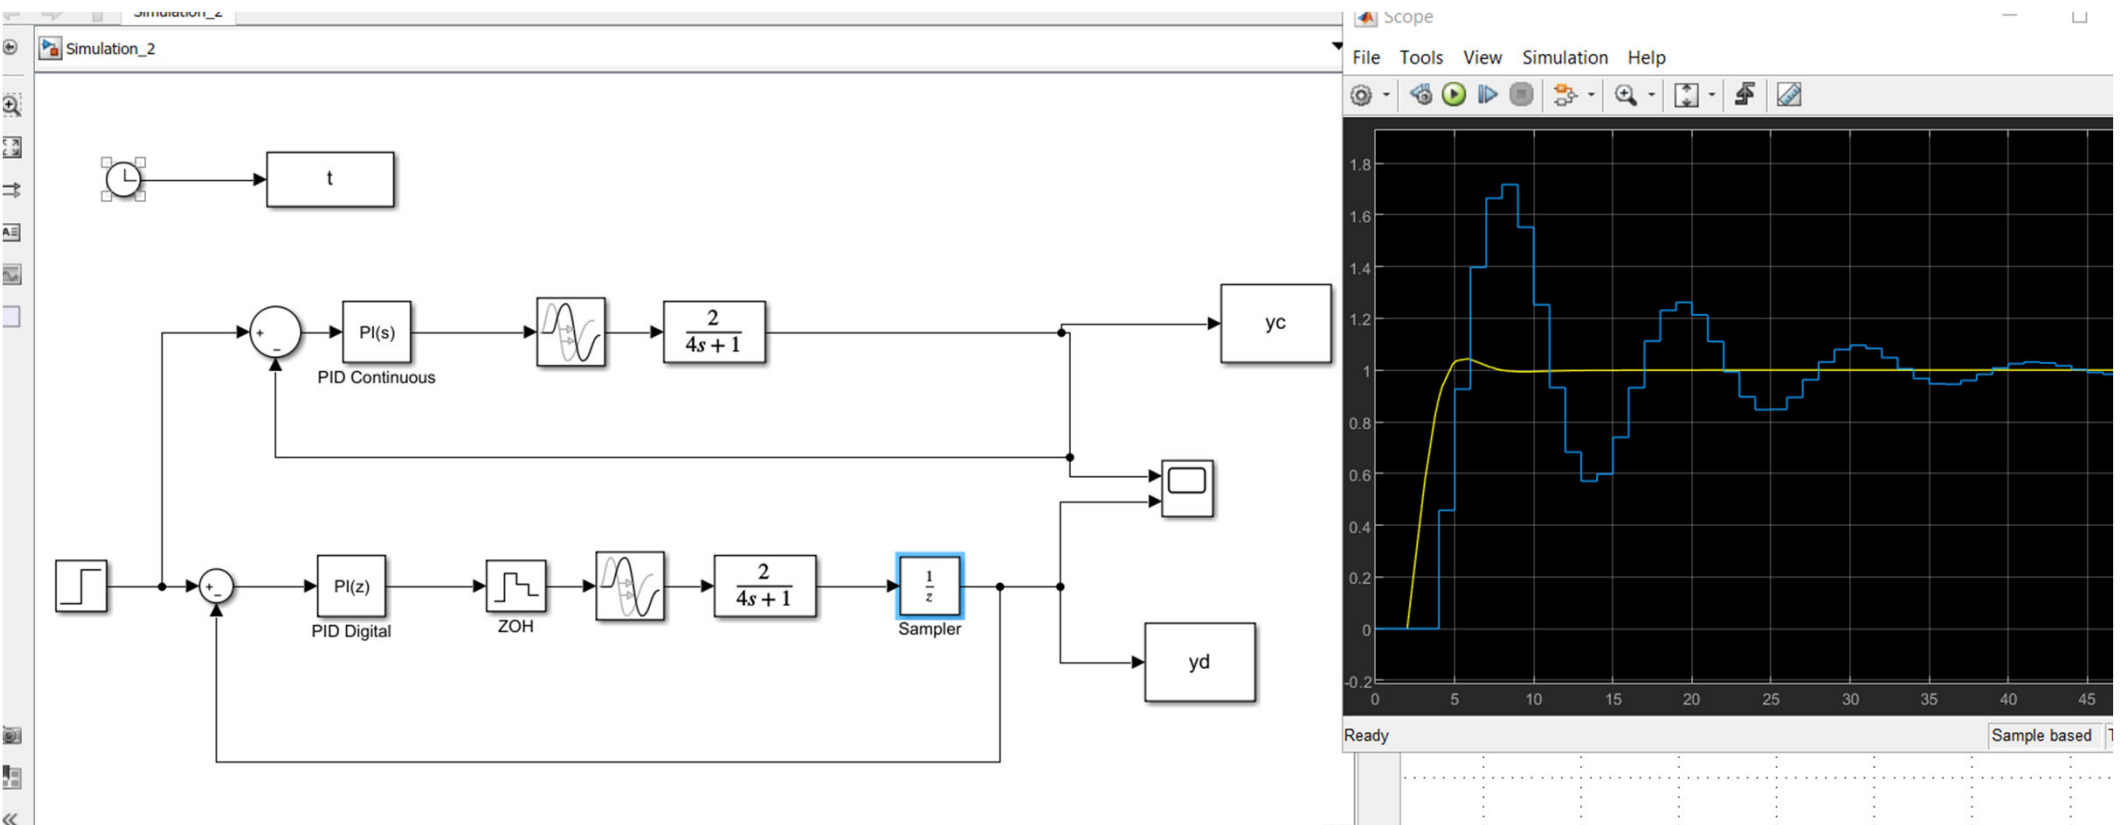 Simulation_2
Simulation_2
t
+
−
PI(s)
PID Continuous
2
4s + 1
yc
+
−
PI(z)
PID Digital
ZOH
2
4s + 1
1
z
Sampler
yd
Scope
File Tools View Simulation Help
1.8
1.6
1.4
1.2
1
0.8
0.6
0.4
0.2
0
-0.2
0 5 10 15 20 25 30 35 40 45
Ready
Sample based